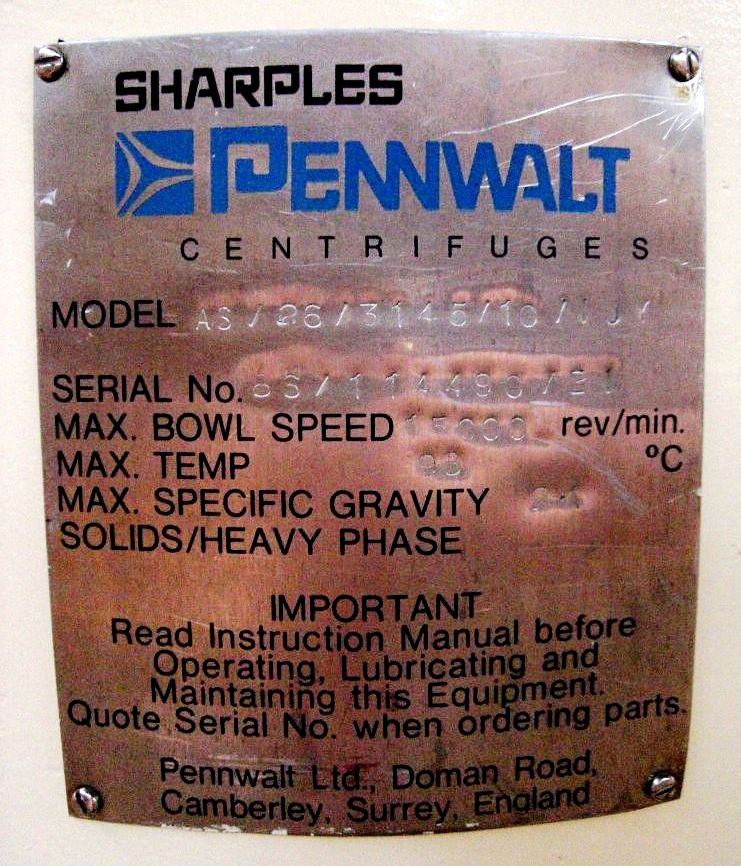 SHARPLES
PENNWALT
CENTRIFUGES
MODEL
SERIAL No.
MAX. BOWL SPEED 15000 rev/min.
MAX. TEMP °C
MAX. SPECIFIC GRAVITY
SOLIDS/HEAVY PHASE
IMPORTANT
Read Instruction Manual before
Operating, Lubricating and
Maintaining this Equipment.
Quote Serial No. when ordering parts.
Pennwalt Ltd., Doman Road,
Camberley, Surrey, England